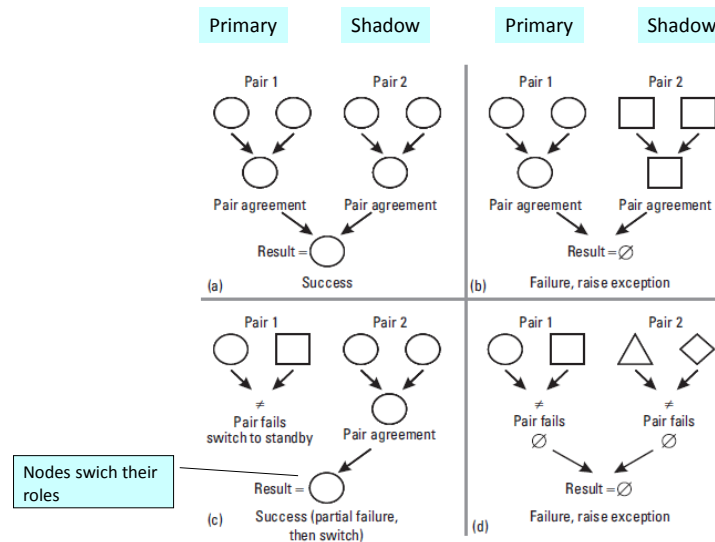 Primary
Shadow
Primary
Shadow
Pair 1
Pair 2
Pair agreement
Pair agreement
Result =
(a)
Success
Pair 1
Pair 2
Pair agreement
Pair agreement
Result = ∅
(b)
Failure, raise exception
Pair 1
Pair 2
≠
Pair fails
switch to standby
Pair agreement
Nodes swich their
roles
Result =
(c)
Success (partial failure,
then switch)
Pair 1
Pair 2
≠
Pair fails
∅
≠
Pair fails
∅
Result = ∅
(d)
Failure, raise exception